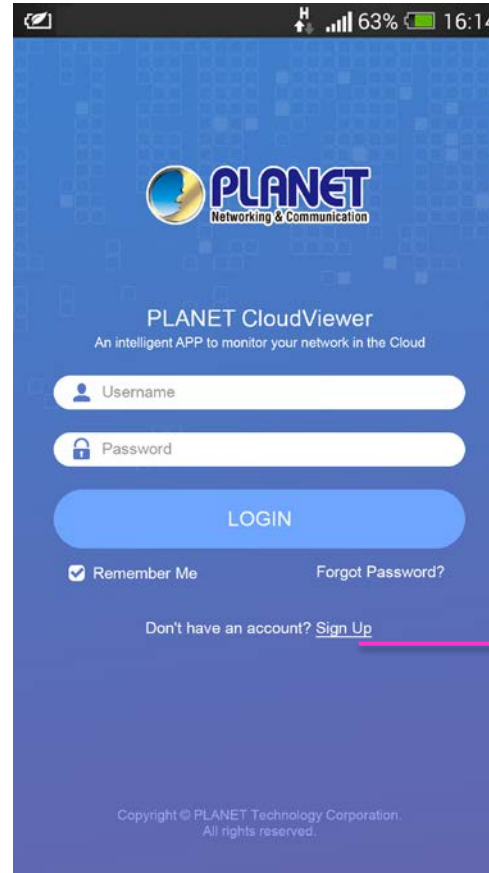 H 63% 16:14
PLANET
Networking & Communication
PLANET CloudViewer
An intelligent APP to monitor your network in the Cloud
Username
Password
LOGIN
Remember Me Forgot Password?
Don't have an account? Sign Up
Copyright © PLANET Technology Corporation.
All rights reserved.